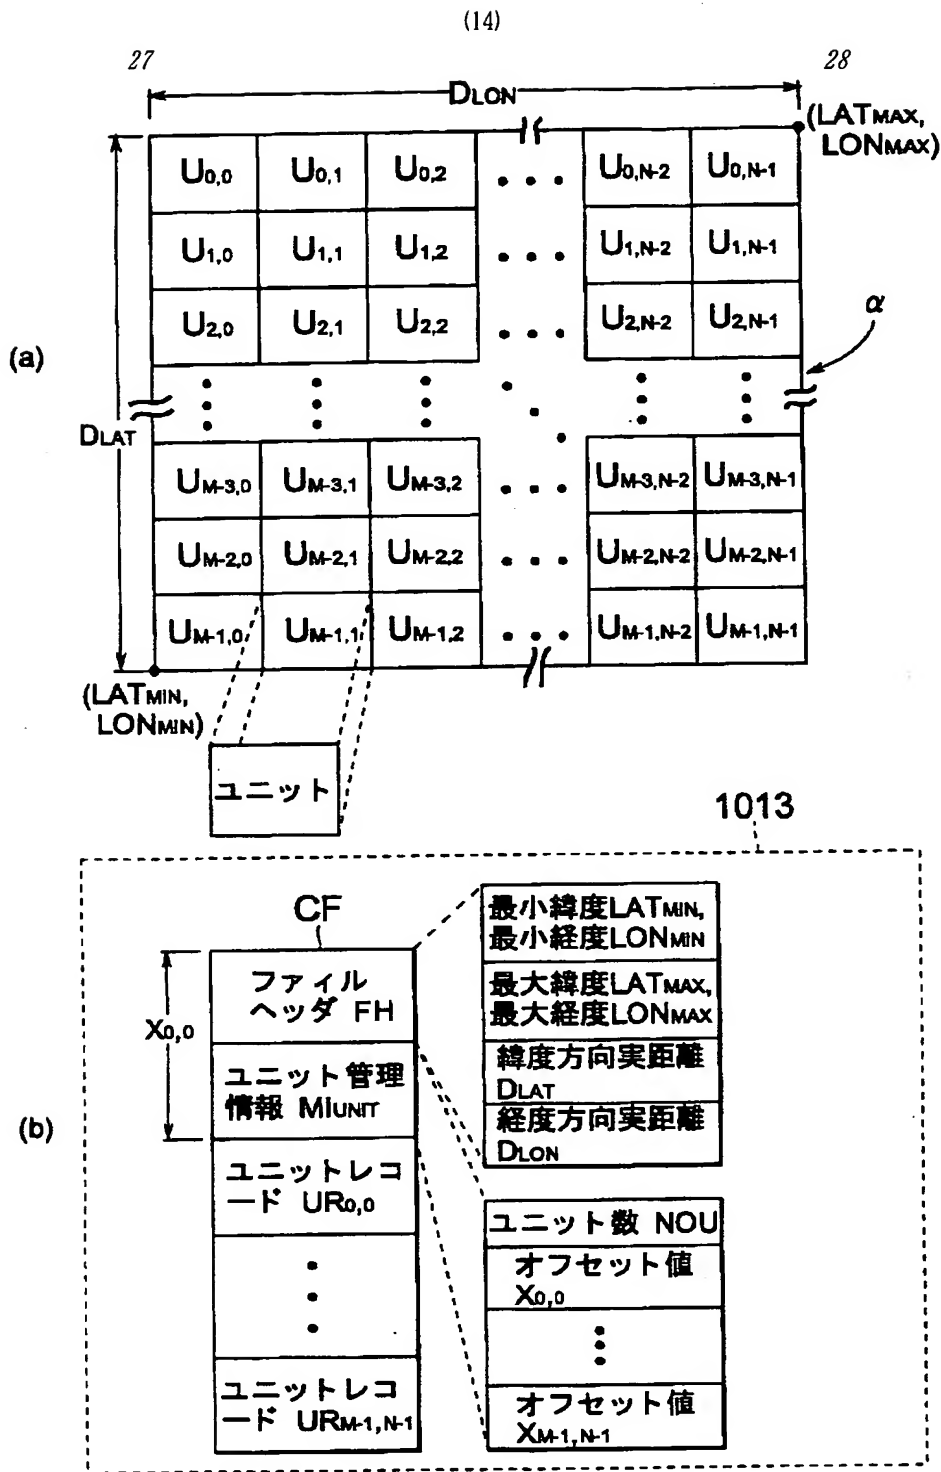 (14)
27
28
DLON
(LATMAX,
LONMAX)
U0,0 U0,1 U0,2 ・・・ U0,N-2 U0,N-1
U1,0 U1,1 U1,2 ・・・ U1,N-2 U1,N-1
U2,0 U2,1 U2,2 ・・・ U2,N-2 U2,N-1
α
(a)
DLAT
UM-3,0 UM-3,1 UM-3,2 ・・・ UM-3,N-2 UM-3,N-1
UM-2,0 UM-2,1 UM-2,2 ・・・ UM-2,N-2 UM-2,N-1
UM-1,0 UM-1,1 UM-1,2 ・・・ UM-1,N-2 UM-1,N-1
(LATMIN,
LONMIN)
ユニット
1013
(b)
CF
X0,0
ファイル
ヘッダ FH
ユニット管理
情報 MIUNIT
ユニットレコ
ード UR0,0
ユニットレコ
ード URM-1,N-1
最小緯度LATMIN,
最小経度LONMIN
最大緯度LATMAX,
最大経度LONMAX
緯度方向実距離
DLAT
経度方向実距離
DLON
ユニット数 NOU
オフセット値
X0,0
オフセット値
XM-1,N-1